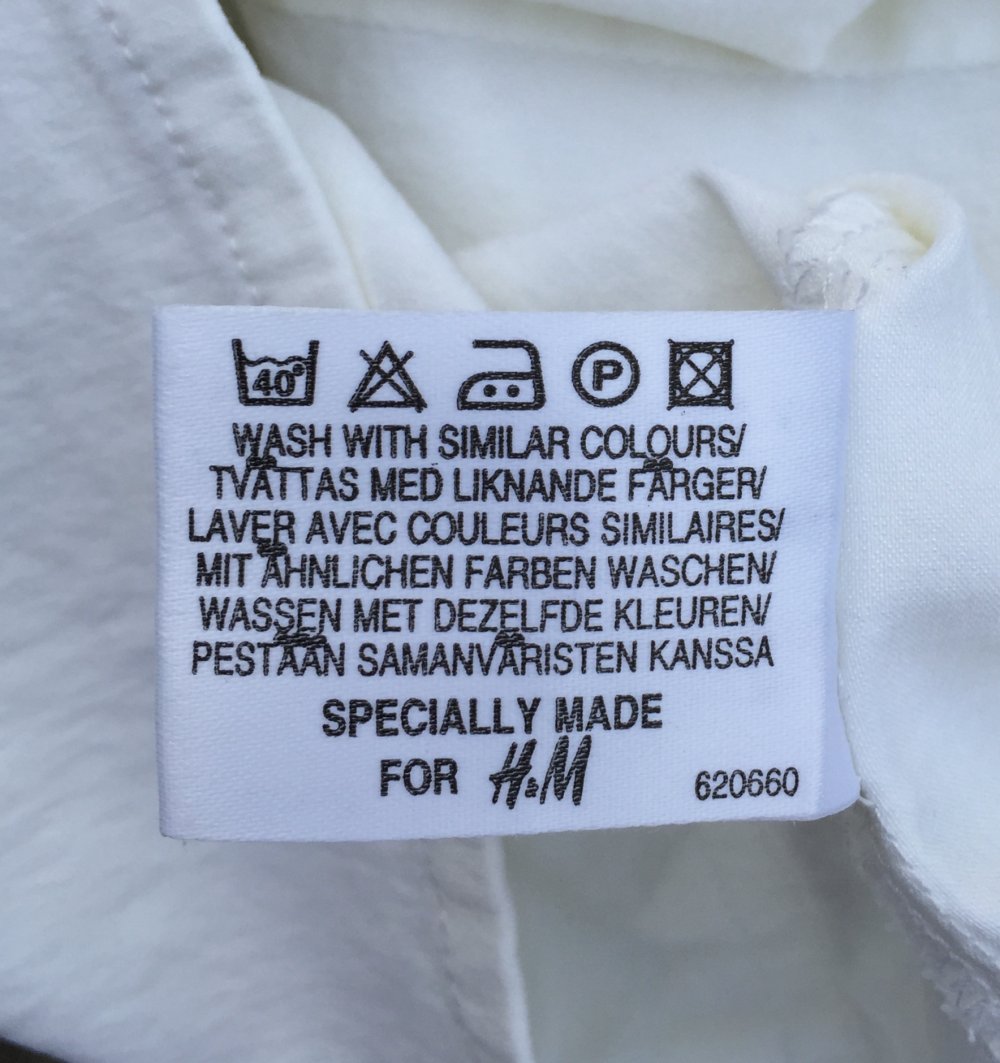 40°
P
WASH WITH SIMILAR COLOURS/
TVÄTTAS MED LIKNANDE FÄRGER/
LAVER AVEC COULEURS SIMILAIRES/
MIT ÄHNLICHEN FARBEN WASCHEN/
WASSEN MET DEZELFDE KLEUREN/
PESTÄÄN SAMANVÄRISTEN KANSSA
SPECIALLY MADE
FOR H&M 620660